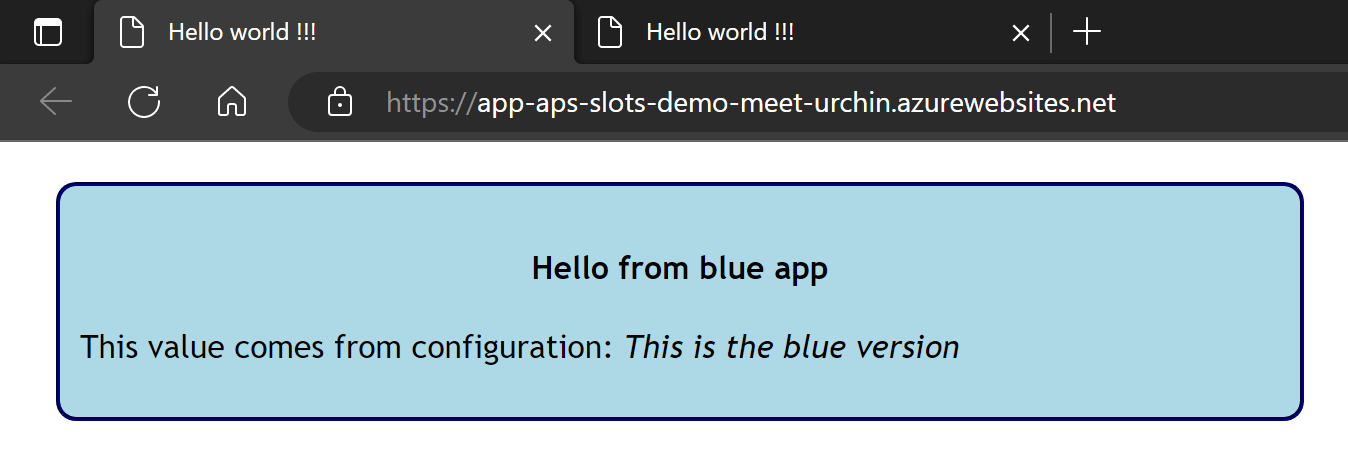 Hello world !!!
Hello world !!!
https://app-aps-slots-demo-meet-urchin.azurewebsites.net
Hello from blue app
This value comes from configuration: This is the blue version